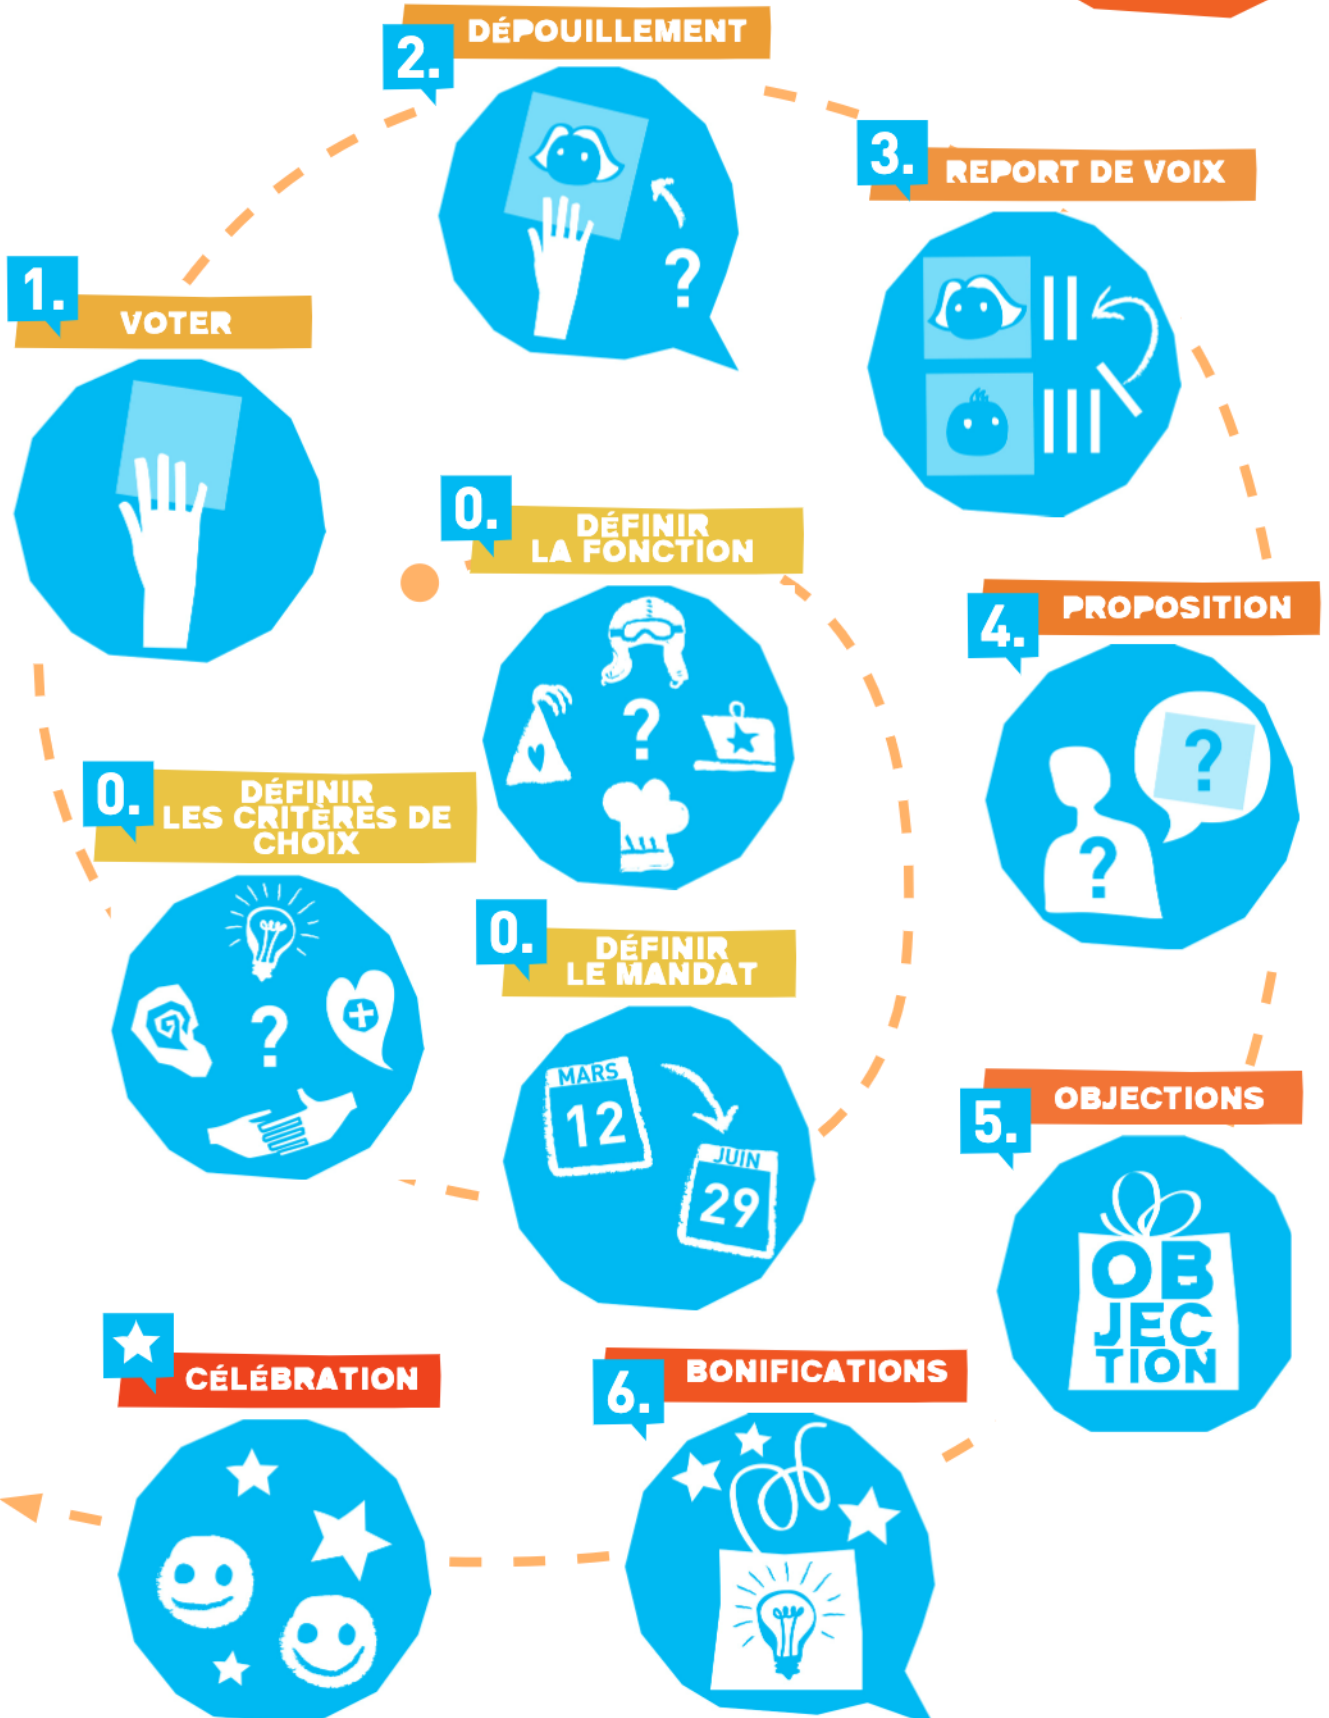 2.
DÉPOUILLEMENT
?
3.
REPORT DE VOIX
1.
VOTER
0.
DÉFINIR
LA FONCTION
?
4.
PROPOSITION
?
?
0.
DÉFINIR
LES CRITÈRES DE
CHOIX
?
0.
DÉFINIR
LE MANDAT
MARS
12
JUIN
29
5.
OBJECTIONS
OB
JEC
TION
6.
BONIFICATIONS
CÉLÉBRATION